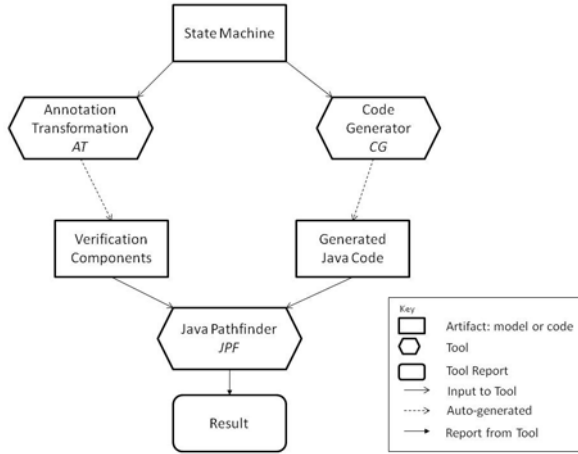 State Machine
Annotation
Transformation
AT
Code
Generator
CG
Verification
Components
Generated
Java Code
Java Pathfinder
JPF
Result
Key
Artifact: model or code
Tool
Tool Report
Input to Tool
Auto-generated
Report from Tool